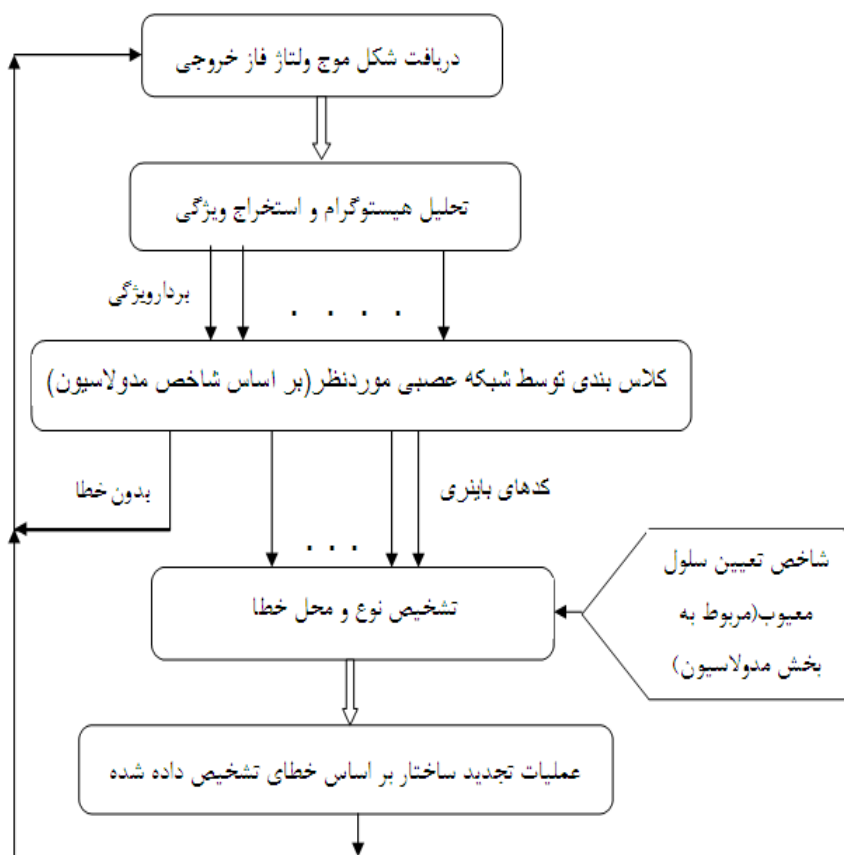 دریافت شکل موج ولتاژ فاز خروجی
تحلیل هیستوگرام و استخراج ویژگی
بردارویژگی
. . . .
کلاس بندی توسط شبکه عصبی موردنظر(بر اساس شاخص مدولاسیون)
بدون خطا
کدهای باینری
. . .
شاخص تعیین سلول
معیوب(مربوط به
بخش مدولاسیون)
تشخیص نوع و محل خطا
عملیات تجدید ساختار بر اساس خطای تشخیص داده شده